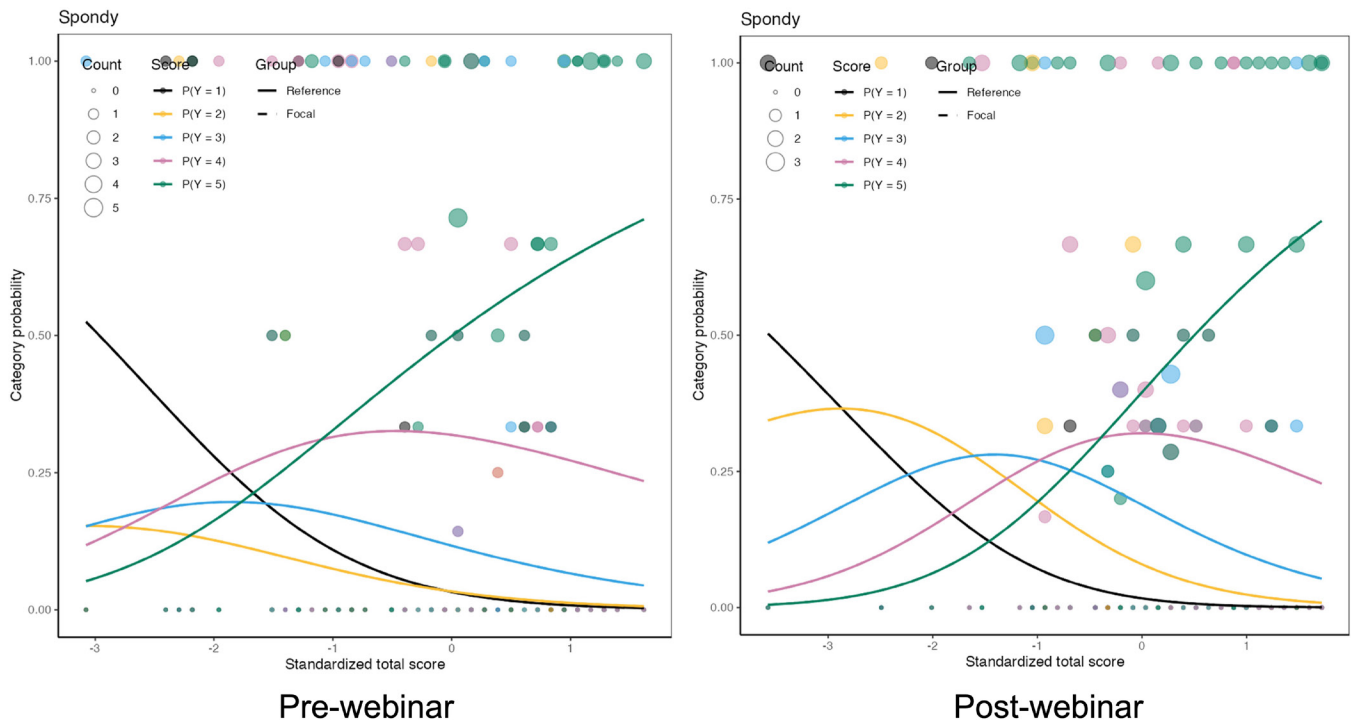 Spondy
Count Score Group
0 P(Y = 1) Reference
1 P(Y = 2) Focal
2 P(Y = 3)
3 P(Y = 4)
4 P(Y = 5)
5
1.00
0.75
0.50
0.25
0.00
Category probability
-3 -2 -1 0 1
Standardized total score
Pre-webinar
Spondy
Count Score Group
0 P(Y = 1) Reference
1 P(Y = 2) Focal
2 P(Y = 3)
3 P(Y = 4)
P(Y = 5)
1.00
0.75
0.50
0.25
0.00
Category probability
-3 -2 -1 0 1
Standardized total score
Post-webinar